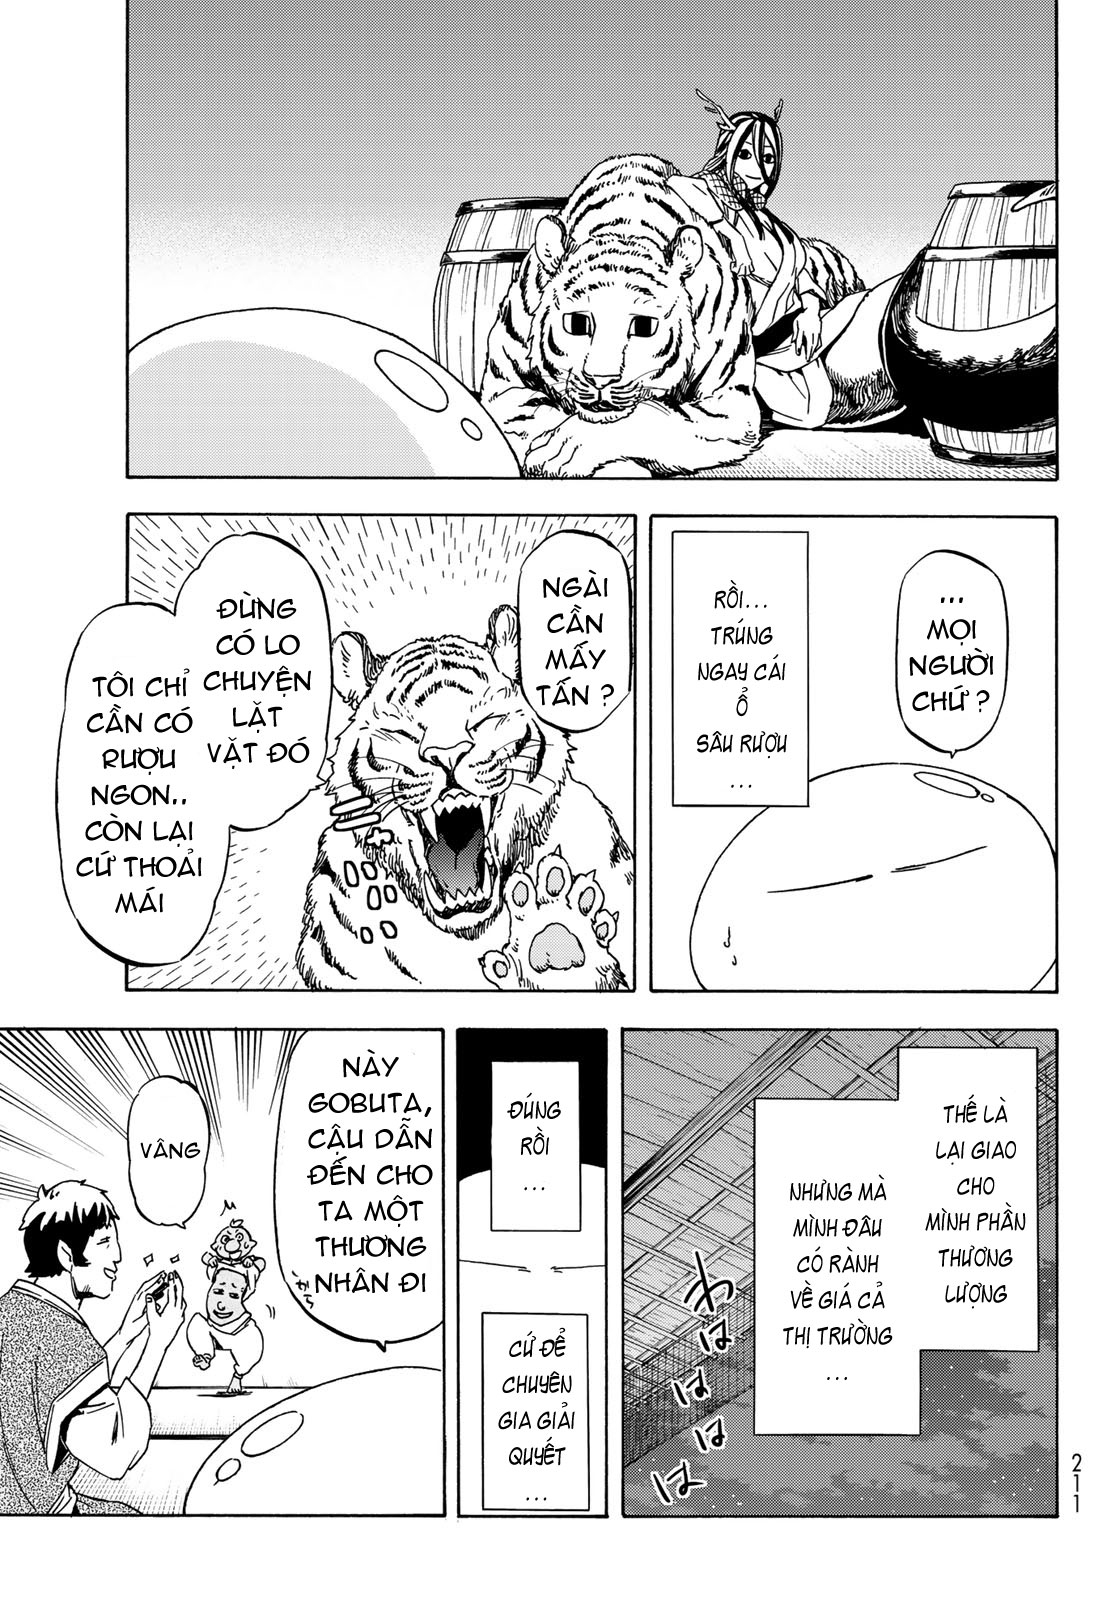 ...
MỌI
NGƯỜI
CHỨ ?
RỒI...
TRÚNG
NGAY CÁI
Ổ
SÂU RƯỢU
...
NGÀI
CẦN
MẤY
TẤN ?
ĐỪNG
CÓ LO
CHUYỆN
LẶT
VẶT ĐÓ
TÔI CHỈ
CẦN CÓ
RƯỢU
NGON..
CÒN LẠI
CỨ THOẢI
MÁI
THẾ LÀ
LẠI GIAO
CHO
MÌNH PHẦN
THƯƠNG
LƯỢNG
NHƯNG MÀ
MÌNH ĐÂU
CÓ RÀNH
VỀ GIÁ CẢ
THỊ TRƯỜNG
...
わははははは
ĐÚNG
RỒI
...
CỨ ĐỂ
CHUYÊN
GIA GIẢI
QUYẾT
...
NÀY
GOBUTA,
CẬU DẪN
ĐẾN CHO
TA MỘT
THƯƠNG
NHÂN ĐI
VÂNG
211